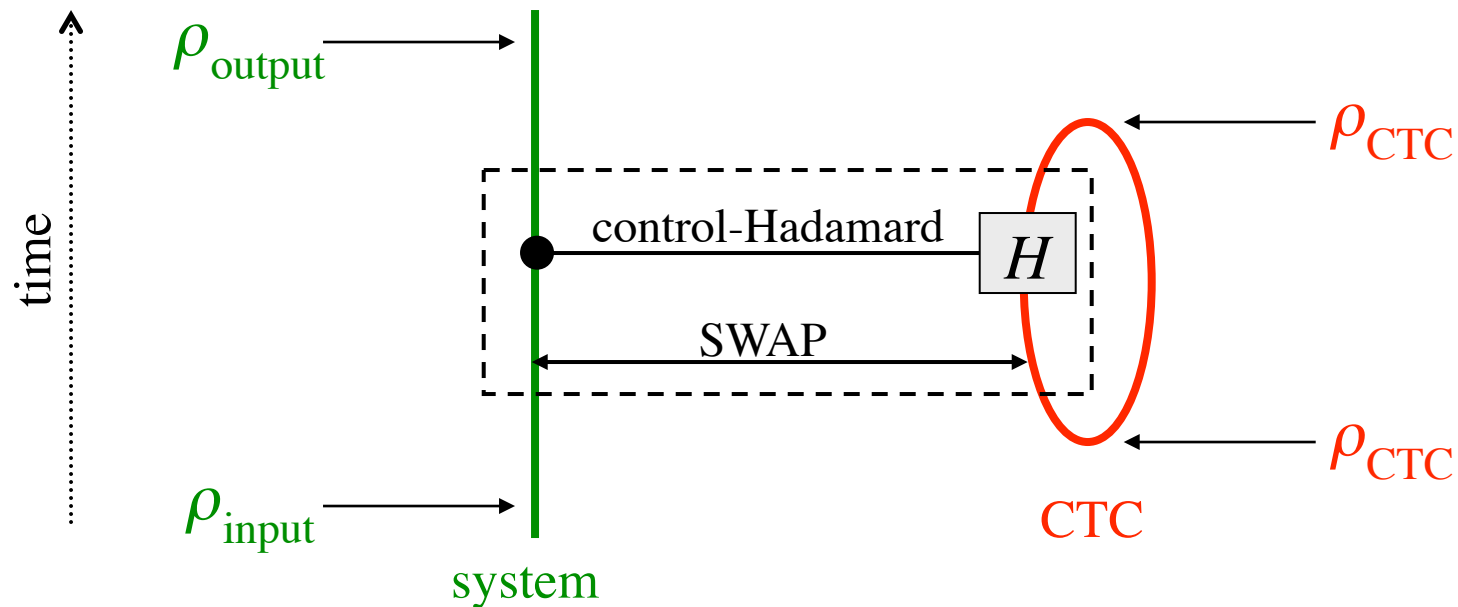 ρoutput
ρCTC
time
control-Hadamard
H
SWAP
ρCTC
ρinput
CTC
system